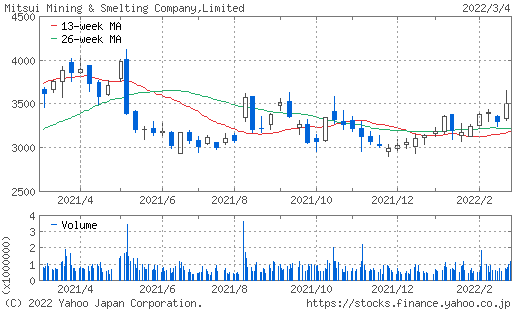 Mitsui Mining & Smelting Company,Limited 2022/3/4
4500
13-week MA
26-week MA
4000
3500
3000
2500
2021/4 2021/6 2021/8 2021/10 2021/12 2022/2
4
Volume
3
2
1
0
(x1000000)
2021/4 2021/6 2021/8 2021/10 2021/12 2022/2
(C) 2022 Yahoo Japan Corporation. https://stocks.finance.yahoo.co.jp